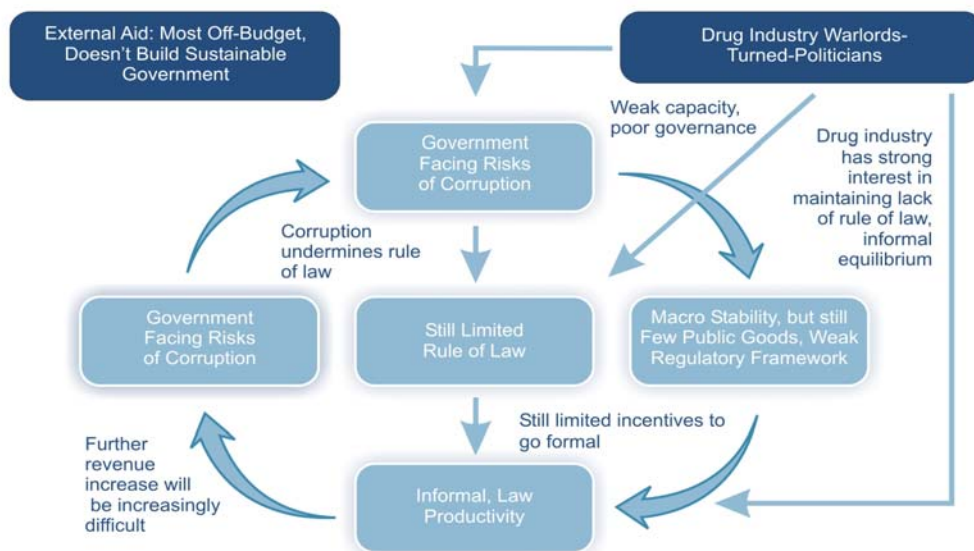 External Aid: Most Off-Budget,
Doesn't Build Sustainable
Government
Drug Industry Warlords-
Turned-Politicians
Weak capacity,
poor governance
Government
Facing Risks
of Corruption
Drug industry
has strong
interest in
maintaining lack
of rule of law,
informal
equilibrium
Corruption
undermines rule
of law
Government
Facing Risks
of Corruption
Still Limited
Rule of Law
Macro Stability, but still
Few Public Goods, Weak
Regulatory Framework
Still limited incentives to
go formal
Further
revenue
increase will
be increasingly
difficult
Informal, Law
Productivity